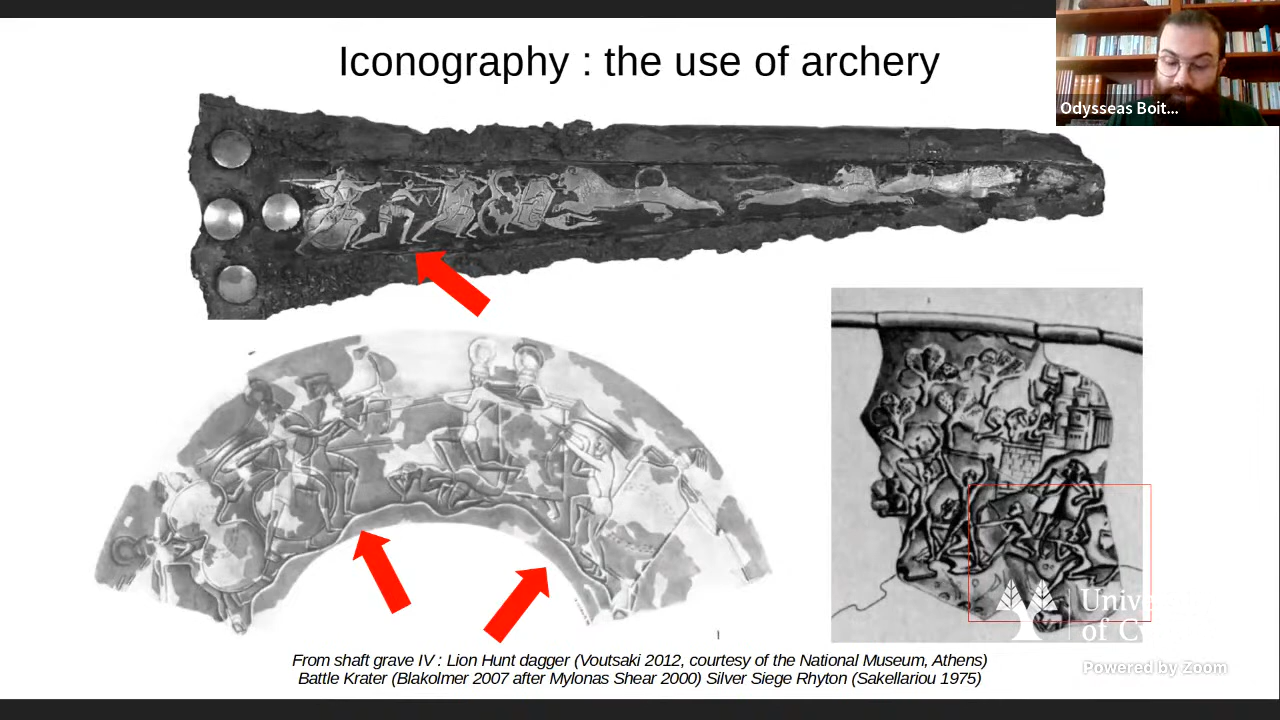 Iconography : the use of archery
Odysseas Boit...
Unive
of C
Powered by Zoom
From shaft grave IV : Lion Hunt dagger (Voutsaki 2012, courtesy of the National Museum, Athens)
Battle Krater (Blakolmer 2007 after Mylonas Shear 2000) Silver Siege Rhyton (Sakellariou 1975)